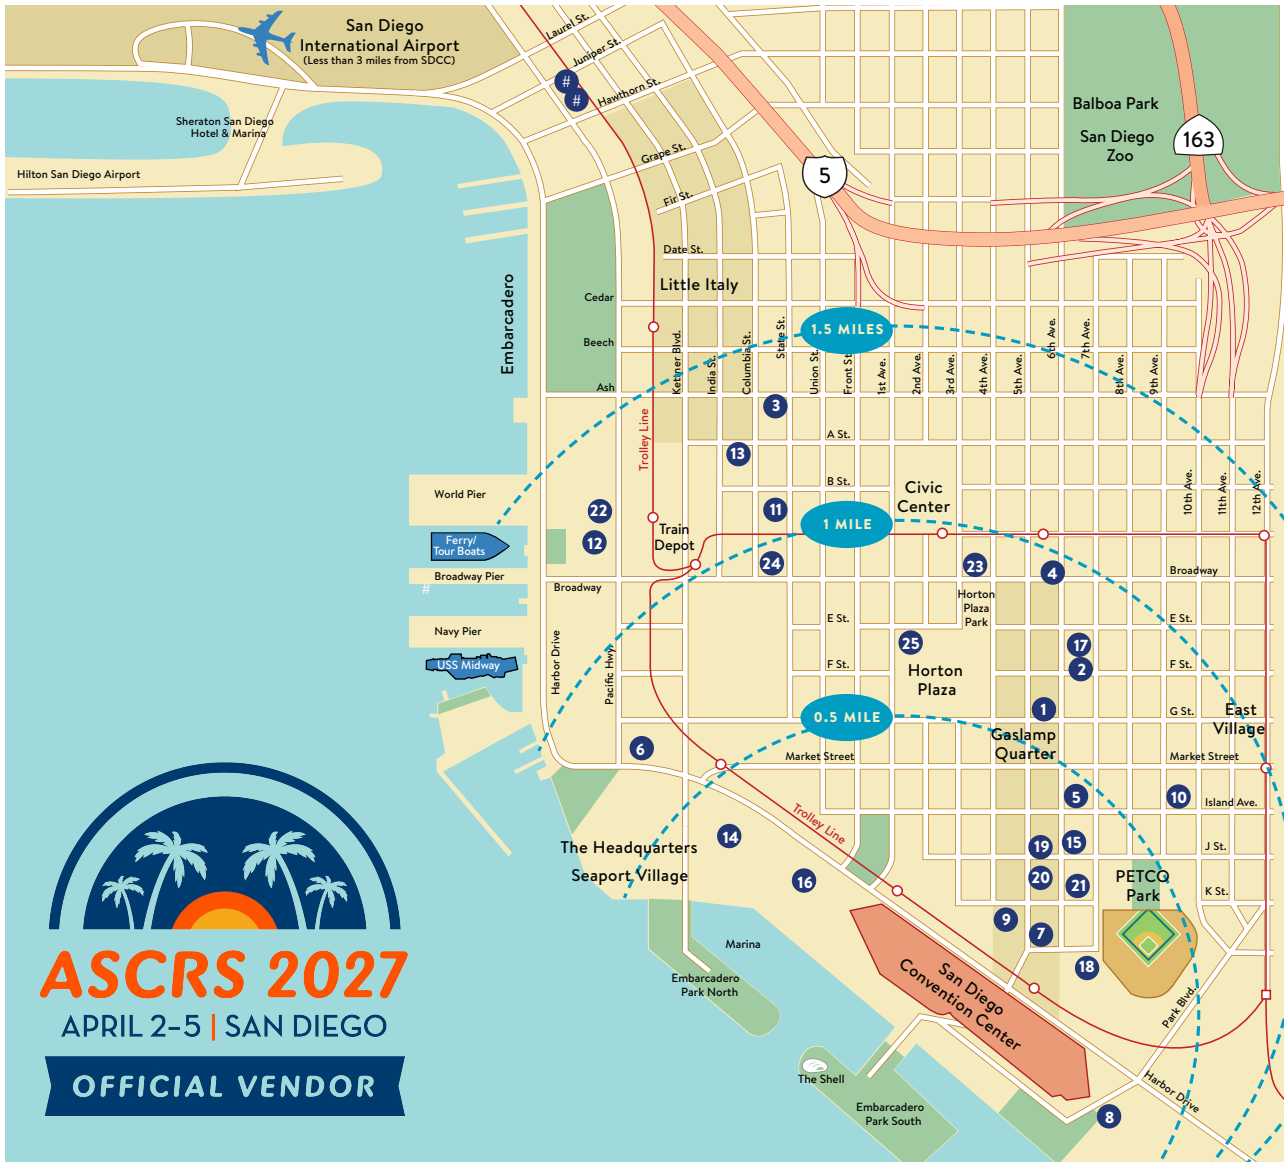 San Diego
International Airport
(Less than 3 miles from SDCC)
Laurel St.
Juniper St.
Hawthorn St.
#
#
Grape St.
Fir St.
Date St.
Sheraton San Diego
Hotel & Marina
Hilton San Diego Airport
Balboa Park
San Diego
Zoo
163
5
Embarcadero
Little Italy
Cedar
Beech
Ash
1.5 MILES
Kettner Blvd.
India St.
Columbia St.
State St.
Union St.
Front St.
1st Ave.
2nd Ave.
3rd Ave.
4th Ave.
5th Ave.
6th Ave.
7th Ave.
8th Ave.
9th Ave.
10th Ave.
11th Ave.
12th Ave.
3
A St.
Trolley Line
13
B St.
World Pier
22
11
Civic
Center
1 MILE
Train
Depot
Ferry/
Tour Boats
12
24
23
4
Broadway Pier
#
Broadway
Broadway
Horton
Plaza
Park
E St.
E St.
Navy Pier
USS Midway
Harbor Drive
Pacific Hwy
25
17
2
F St.
F St.
Horton
Plaza
1
G St.
East
Village
0.5 MILE
Gaslamp
Quarter
6
Market Street
Market Street
5
10
Island Ave.
Trolley Line
14
19
15
J St.
The Headquarters
Seaport Village
16
20
21
PETCO
Park
K St.
9
7
18
Marina
Embarcadero
Park North
San Diego
Convention Center
Park Blvd.
The Shell
Embarcadero
Park South
Harbor Drive
8
ASCRS 2027
APRIL 2–5 | SAN DIEGO
OFFICIAL VENDOR